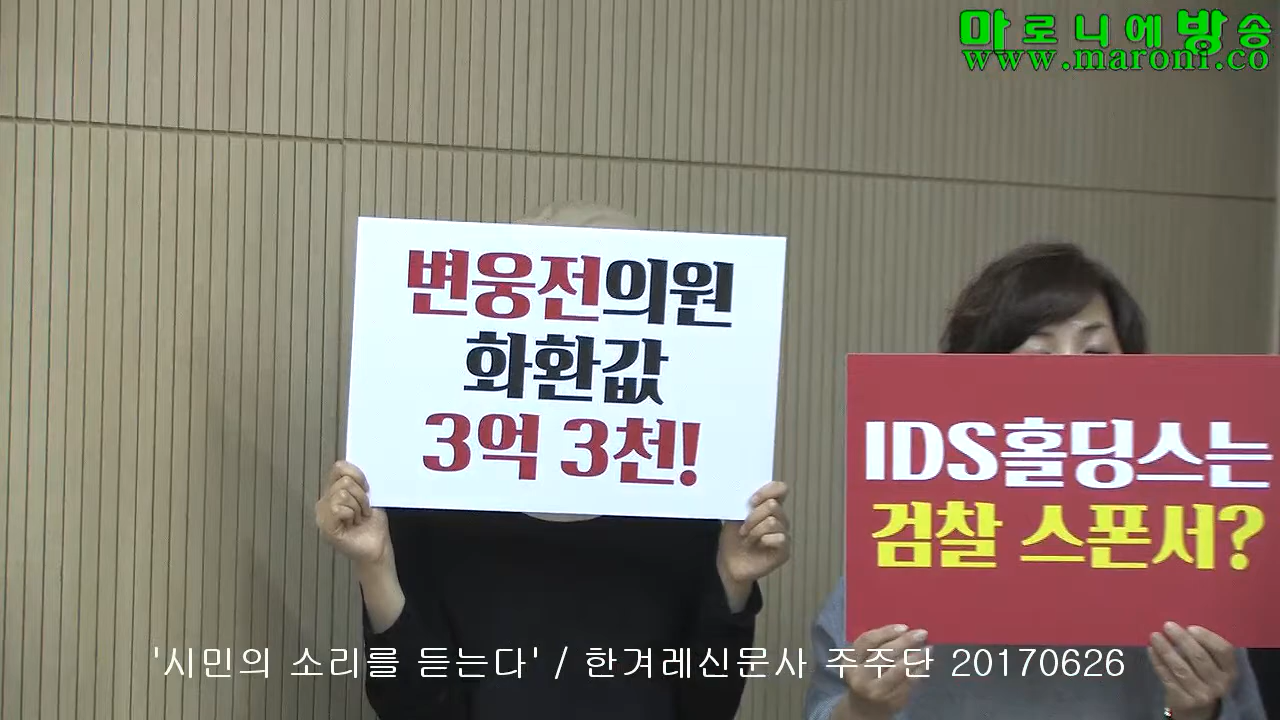 마로니에방송
www.maroni.co
변웅전의원
화환값
3억 3천!
IDS홀딩스는
검찰 스폰서?
'시민의 소리를 듣는다' / 한겨레신문사 주주단 20170626